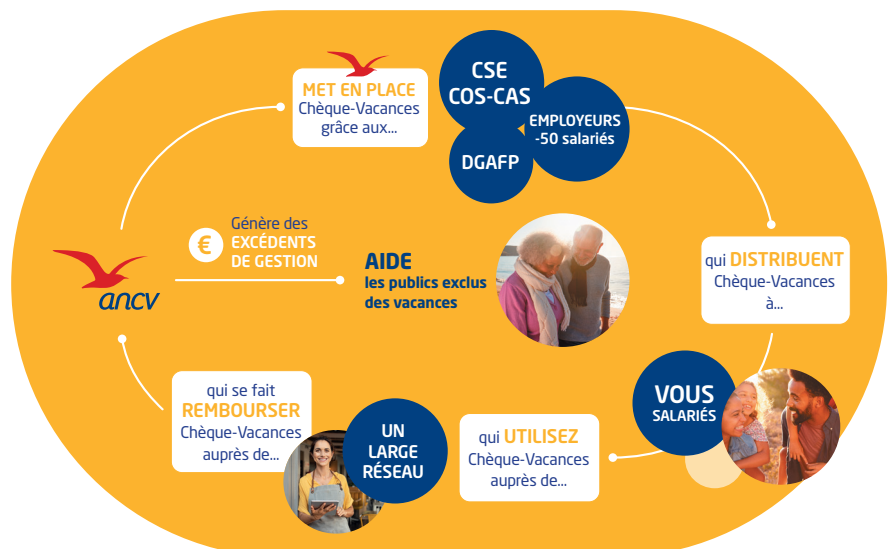 MET EN PLACE
Chèque-Vacances
grâce aux...
CSE
COS-CAS
EMPLOYEURS
-50 salariés
DGAFP
qui DISTRIBUENT
Chèque-Vacances
à...
VOUS
SALARIÉS
qui UTILISEZ
Chèque-Vacances
auprès de...
UN
LARGE
RÉSEAU
qui se fait
REMBOURSER
Chèque-Vacances
auprès de...
ancv
€
Génère des
EXCÉDENTS
DE GESTION
AIDE
les publics exclus
des vacances